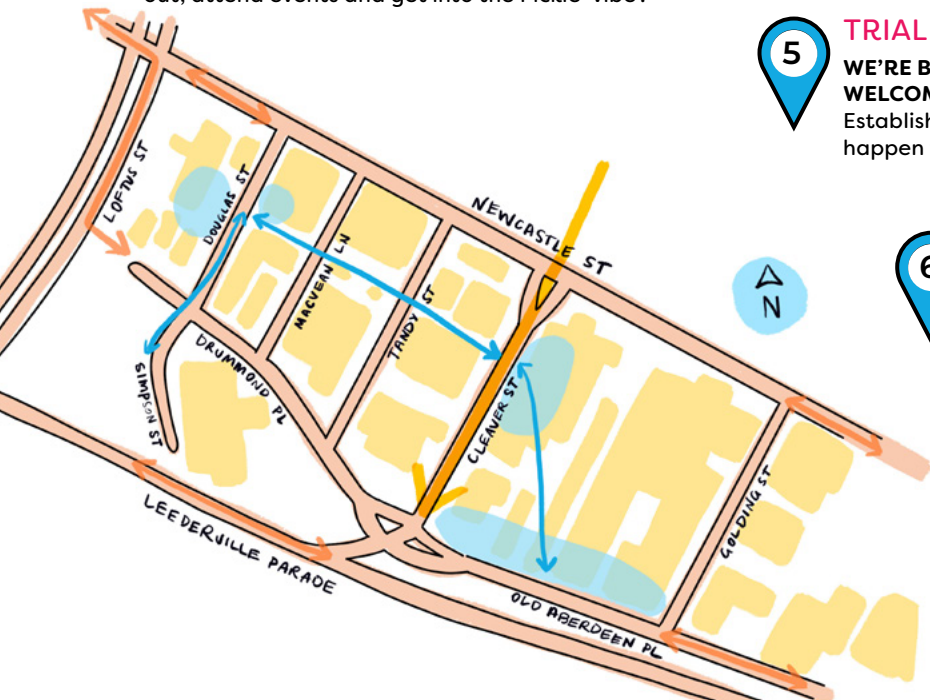 5
TRIAL
WE'RE B
WELCOM
Establish
happen
6
N
NEWCASTLE ST
LOFTUS ST
DOUGLAS ST
MACVEAN LN
TANDY ST
CLEAVER ST
DRUMMOND PL
SIMPSON ST
GOLDING ST
LEEDERVILLE PARADE
OLD ABERDEEN PL